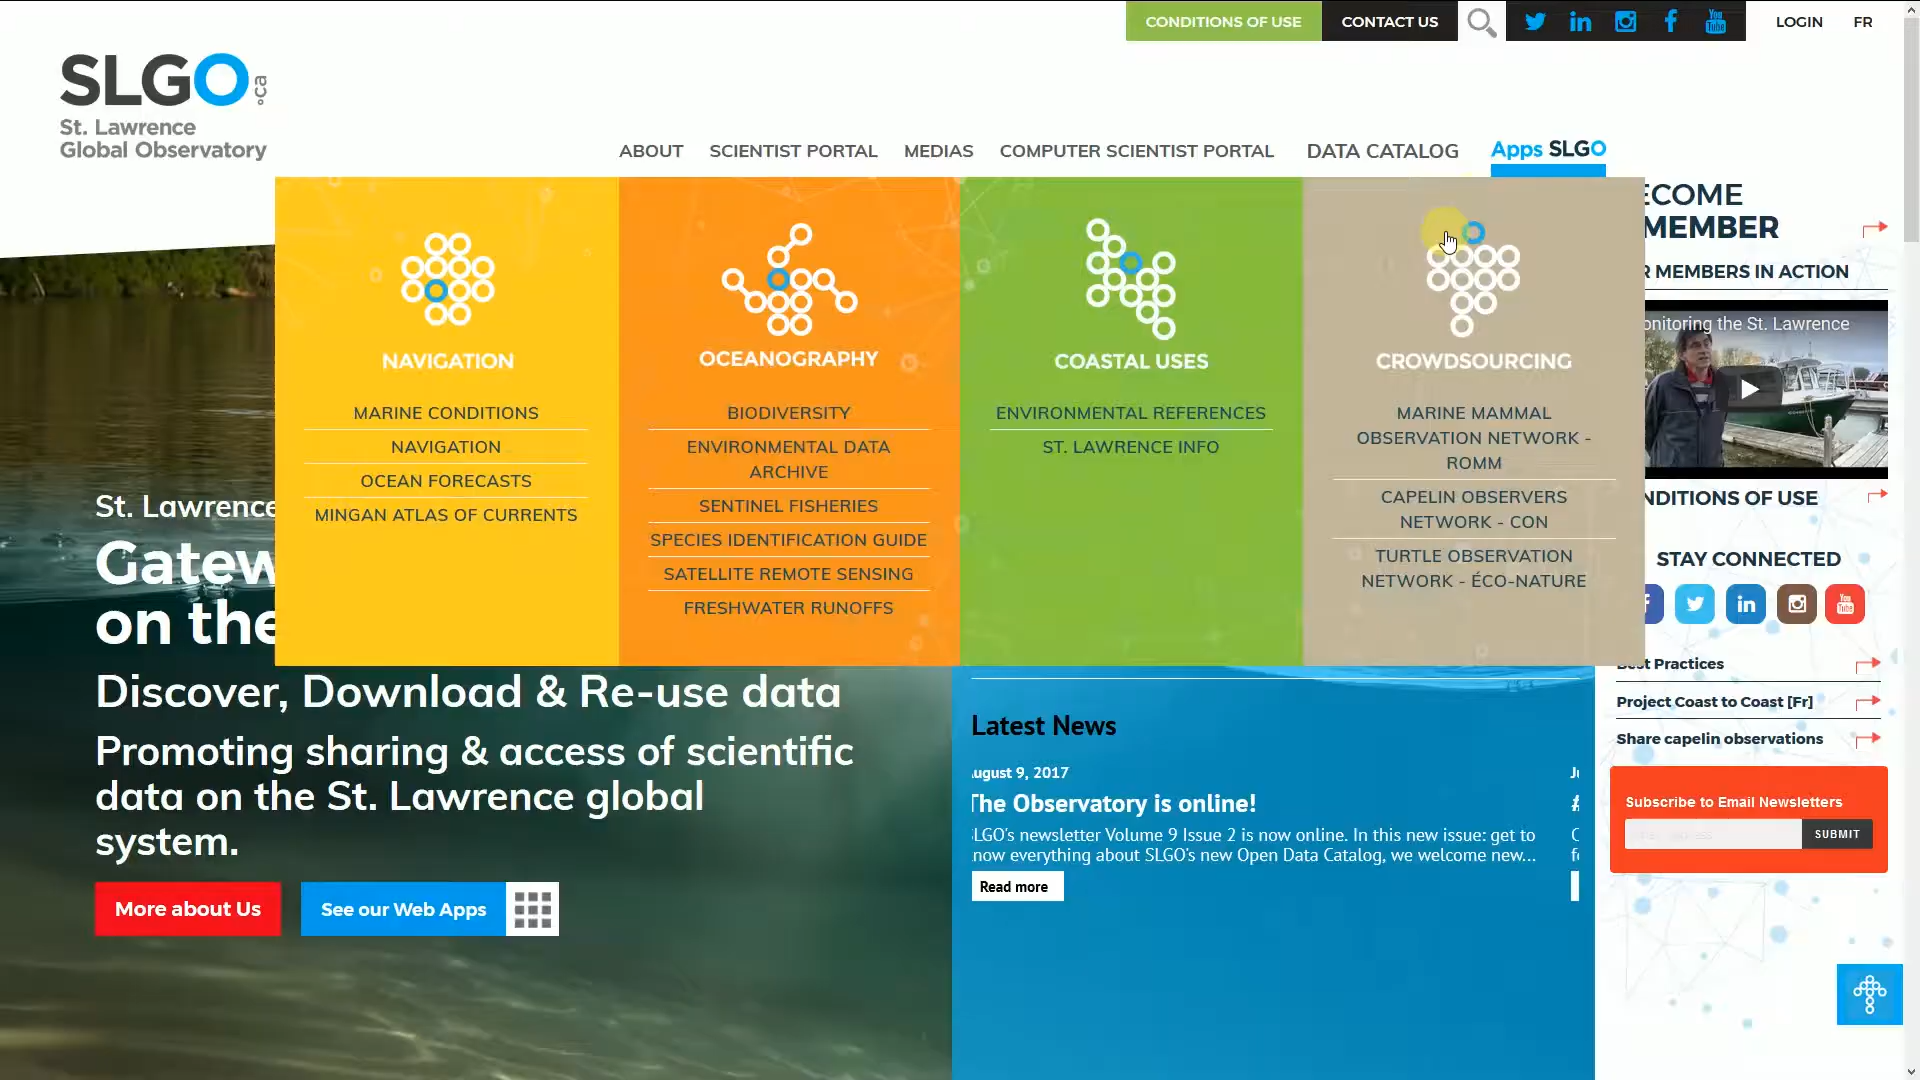 CONDITIONS OF USE
CONTACT US
You
Tube
LOGIN
FR
SLGO.ca
St. Lawrence
Global Observatory
ABOUT
SCIENTIST PORTAL
MEDIAS
COMPUTER SCIENTIST PORTAL
DATA CATALOG
Apps SLGO
NAVIGATION
MARINE CONDITIONS
NAVIGATION
OCEAN FORECASTS
MINGAN ATLAS OF CURRENTS
OCEANOGRAPHY
BIODIVERSITY
ENVIRONMENTAL DATA
ARCHIVE
SENTINEL FISHERIES
SPECIES IDENTIFICATION GUIDE
SATELLITE REMOTE SENSING
FRESHWATER RUNOFFS
COASTAL USES
ENVIRONMENTAL REFERENCES
ST. LAWRENCE INFO
CROWDSOURCING
MARINE MAMMAL
OBSERVATION NETWORK -
ROMM
CAPELIN OBSERVERS
NETWORK - CON
TURTLE OBSERVATION
NETWORK - ÉCO-NATURE
ECOME
MEMBER
R MEMBERS IN ACTION
onitoring the St. Lawrence
NDITIONS OF USE
STAY CONNECTED
You
Tube
Best Practices
Project Coast to Coast [Fr]
Share capelin observations
Subscribe to Email Newsletters
SUBMIT
St. Lawrence
Gatew
on the
Discover, Download & Re-use data
Promoting sharing & access of scientific
data on the St. Lawrence global
system.
More about Us
See our Web Apps
Latest News
ugust 9, 2017
The Observatory is online!
LGO's newsletter Volume 9 Issue 2 is now online. In this new issue: get to
now everything about SLGO's new Open Data Catalog, we welcome new...
Read more